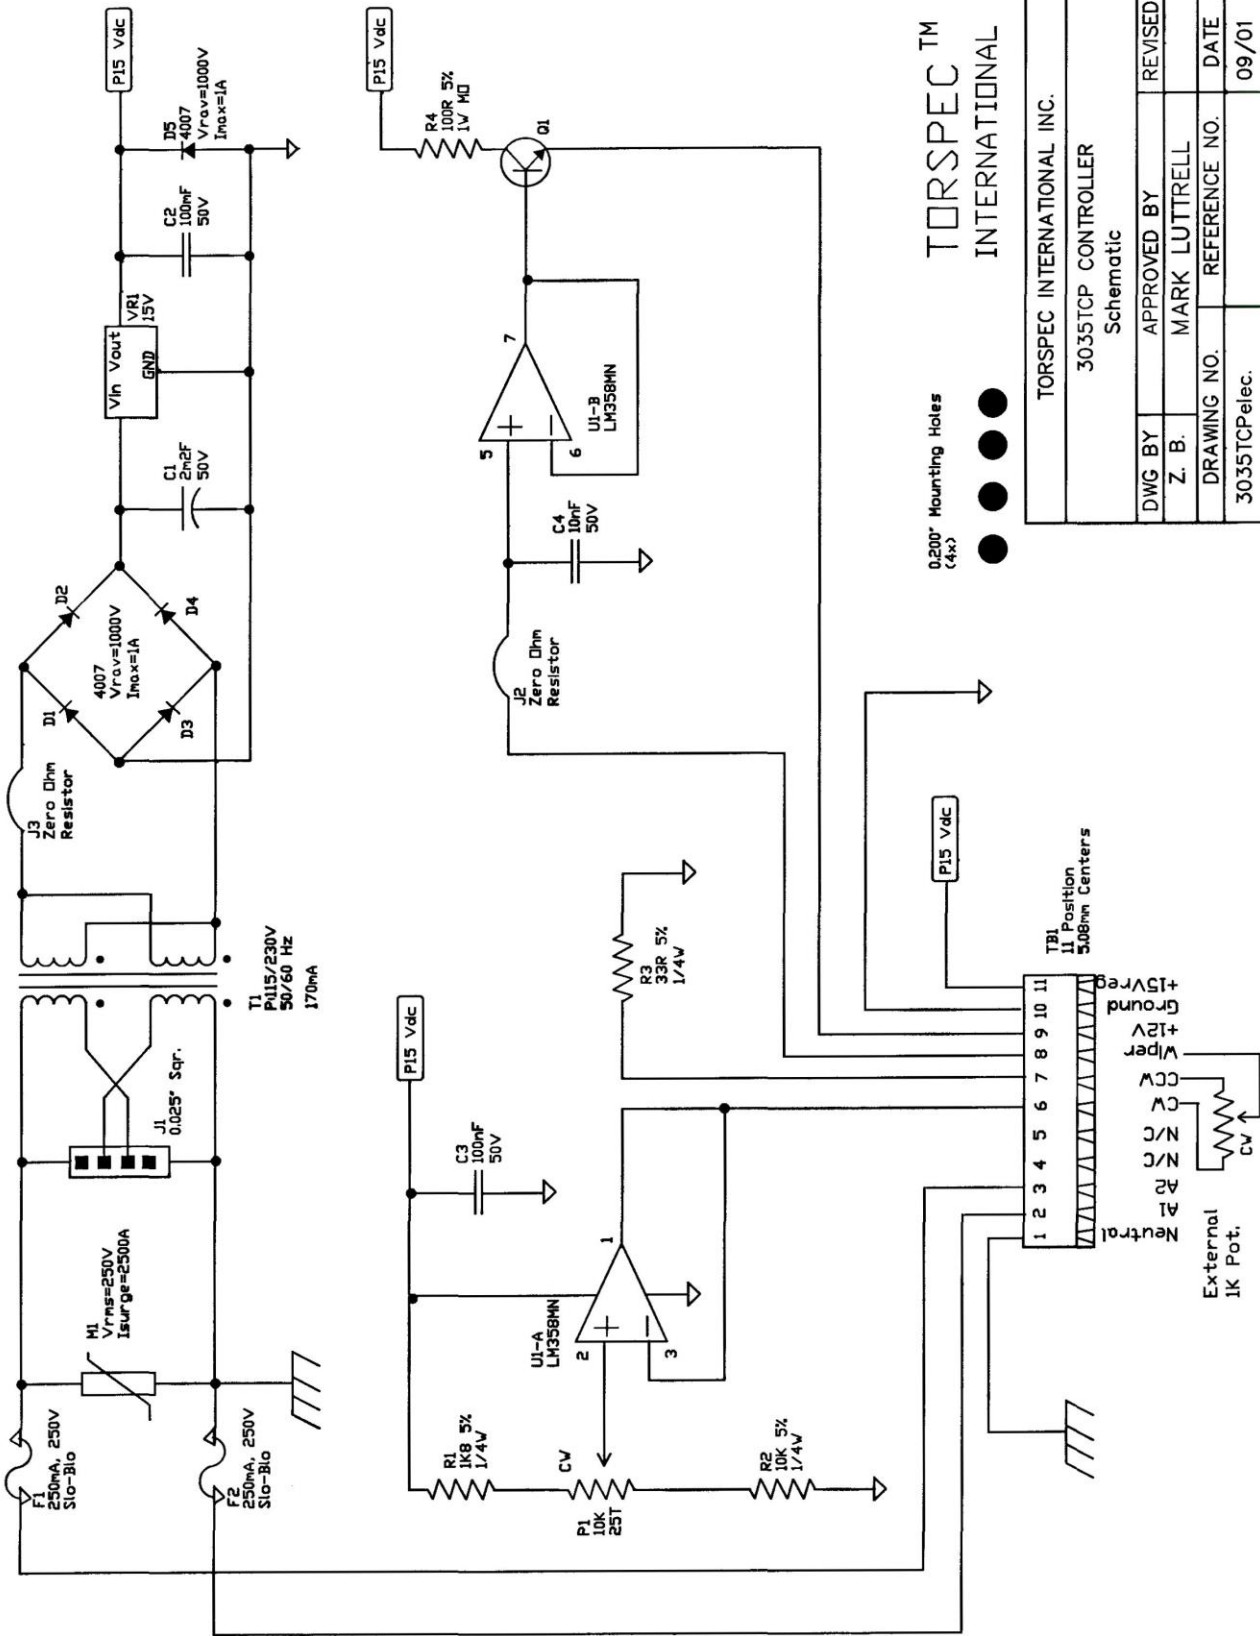 P15 Vdc
D5
4007
Vrav=1000V
Imax=1A
C2
100mF
50V
VR1
15V
Vin Vout
GND
C1
2m2F
50V
D2
D4
4007
Vrav=1000V
Imax=1A
D1
D3
J3
Zero Ohm
Resistor
T1
Pi115/230V
50/60 Hz
170mA
J1
0.025" Sqr.
M1
Vrms=250V
Isurge=2500A
F1
250mA, 250V
Slo-Blo
F2
250mA, 250V
Slo-Blo
P15 Vdc
R4
100R 5%
1W MO
Q1
7
5
6
U1-B
LM358MN
C4
10nF
50V
J2
Zero Ohm
Resistor
R3
33R 5%
1/4W
P15 Vdc
C3
100nF
50V
1
U1-A
LM358MN
2
3
R1
1K8 5%
1/4W
CW
P1
10K
25T
R2
10K 5%
1/4W
P15 Vdc
TB1
11 Position
5.08mm Centers
1 2 3 4 5 6 7 8 9 10 11
Neutral
A1
A2
N/C
N/C
CW
CCW
Wiper
+12V
Ground
+15Vreg
CW
External
1K Pot.
0.200" Mounting Holes
(4x)
TORSPEC TM
INTERNATIONAL
TORSPEC INTERNATIONAL INC.
3035TCP CONTROLLER
Schematic
DWG BY APPROVED BY REVISED
Z. B. MARK LUTTRELL
DRAWING NO. REFERENCE NO. DATE
3035TCPelec. 09/01